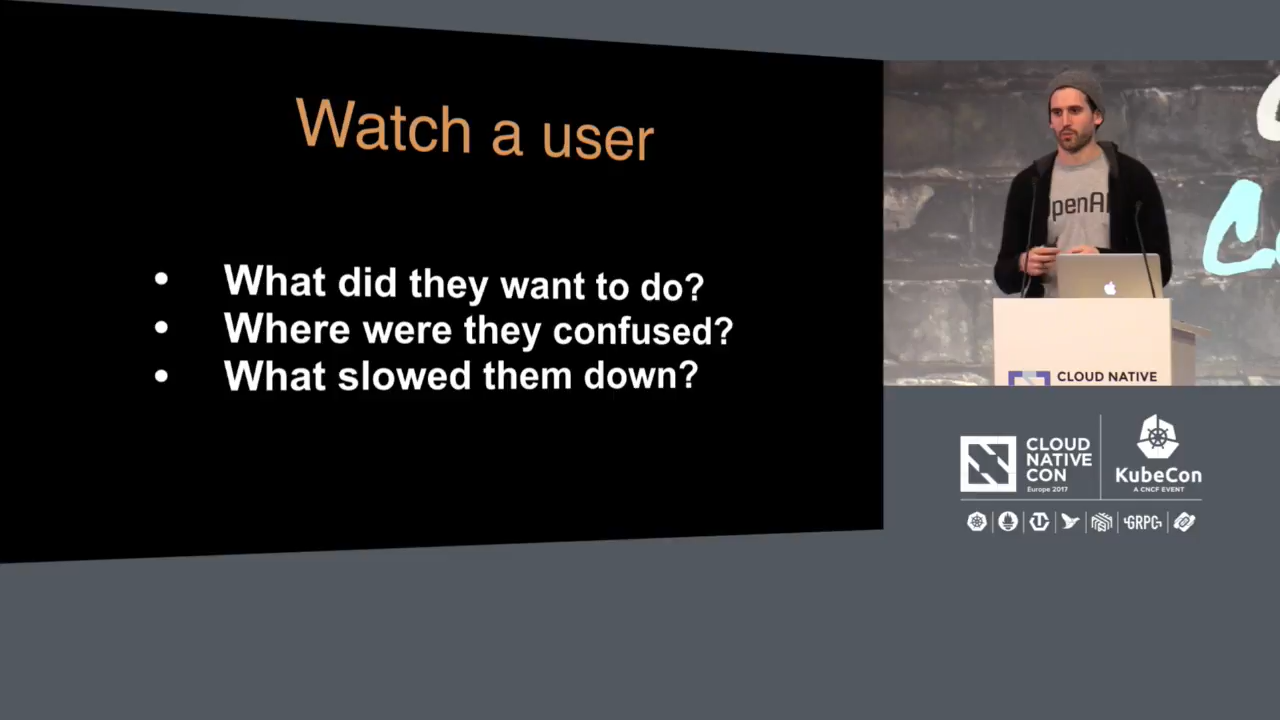 Watch a user
• What did they want to do?
• Where were they confused?
• What slowed them down?
penA
CLOUD NATIVE
CLOUD
NATIVE
CON
Europe 2017
KubeCon
A CNCF EVENT
GRPC